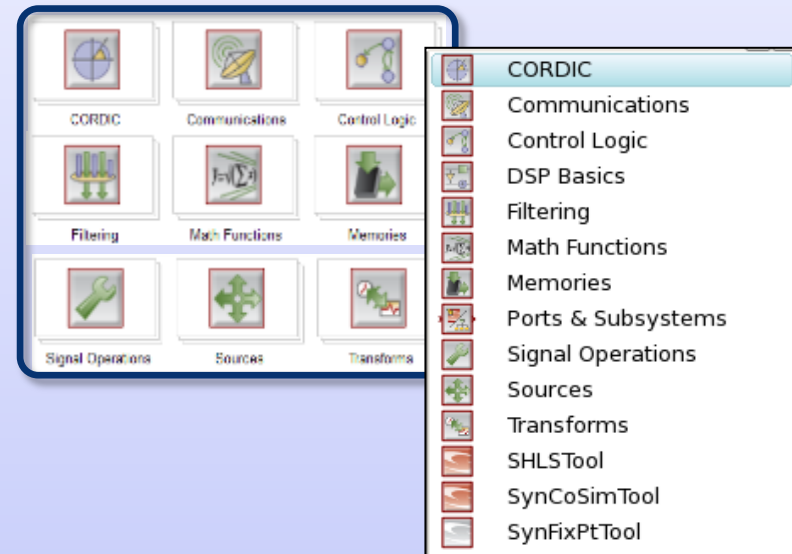 CORDIC Communications Control Logic
Filtering Math Functions Memories
Signal Operations Sources Transforms
CORDIC
Communications
Control Logic
DSP Basics
Filtering
Math Functions
Memories
Ports & Subsystems
Signal Operations
Sources
Transforms
SHLSTool
SynCoSimTool
SynFixPtTool